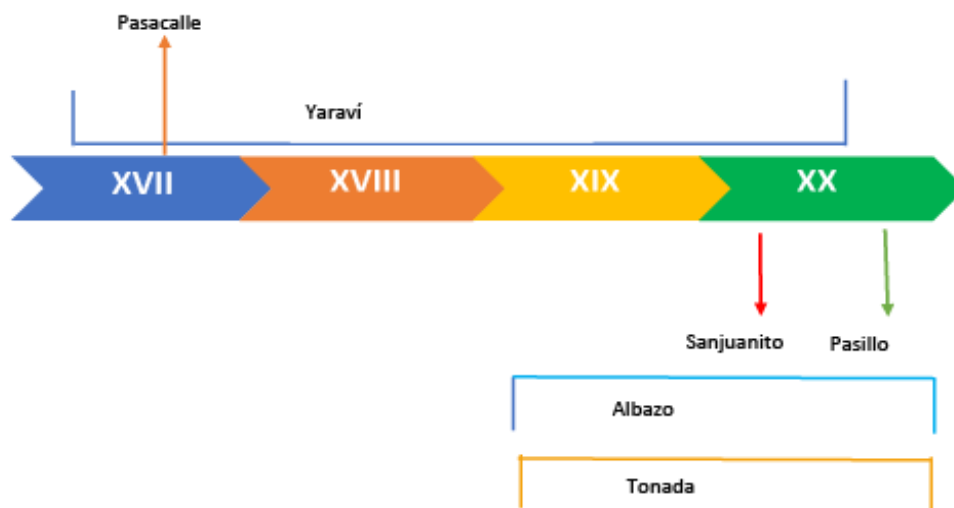 Pasacalle
Yaraví
XVII XVIII XIX XX
Sanjuanito Pasillo
Albazo
Tonada